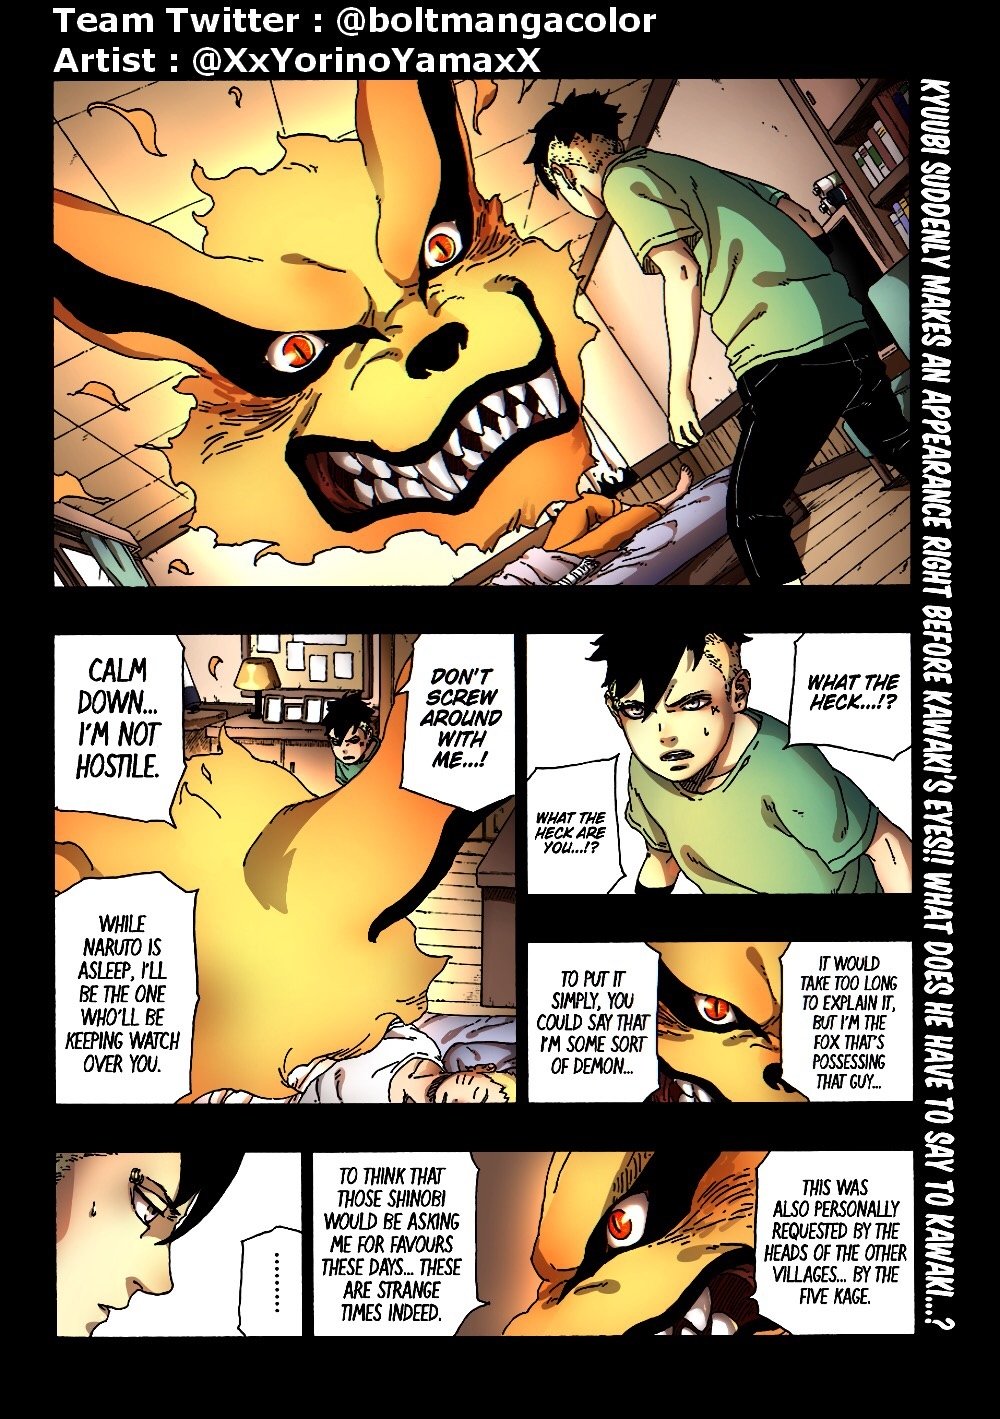 Team Twitter : @boltmangacolor
Artist : @XxYorinoYamaxX
KYUUBI SUDDENLY MAKES AN APPEARANCE RIGHT BEFORE KAWAKI'S EYES!! WHAT DOES HE HAVE TO SAY TO KAWAKI...?
WHAT THE
HECK...!?
WHAT THE
HECK ARE
YOU...!?
DON'T
SCREW
AROUND
WITH
ME...!
CALM
DOWN...
I'M NOT
HOSTILE.
WHILE
NARUTO IS
ASLEEP, I'LL
BE THE ONE
WHO'LL BE
KEEPING WATCH
OVER YOU.
IT WOULD
TAKE TOO LONG
TO EXPLAIN IT,
BUT I'M THE
FOX THAT'S
POSSESSING
THAT GUY...
TO PUT IT
SIMPLY, YOU
COULD SAY THAT
I'M SOME SORT
OF DEMON...
THIS WAS
ALSO PERSONALLY
REQUESTED BY THE
HEADS OF THE OTHER
VILLAGES... BY THE
FIVE KAGE.
TO THINK THAT
THOSE SHINOBI
WOULD BE ASKING
ME FOR FAVOURS
THESE DAYS... THESE
ARE STRANGE
TIMES INDEED.
.........